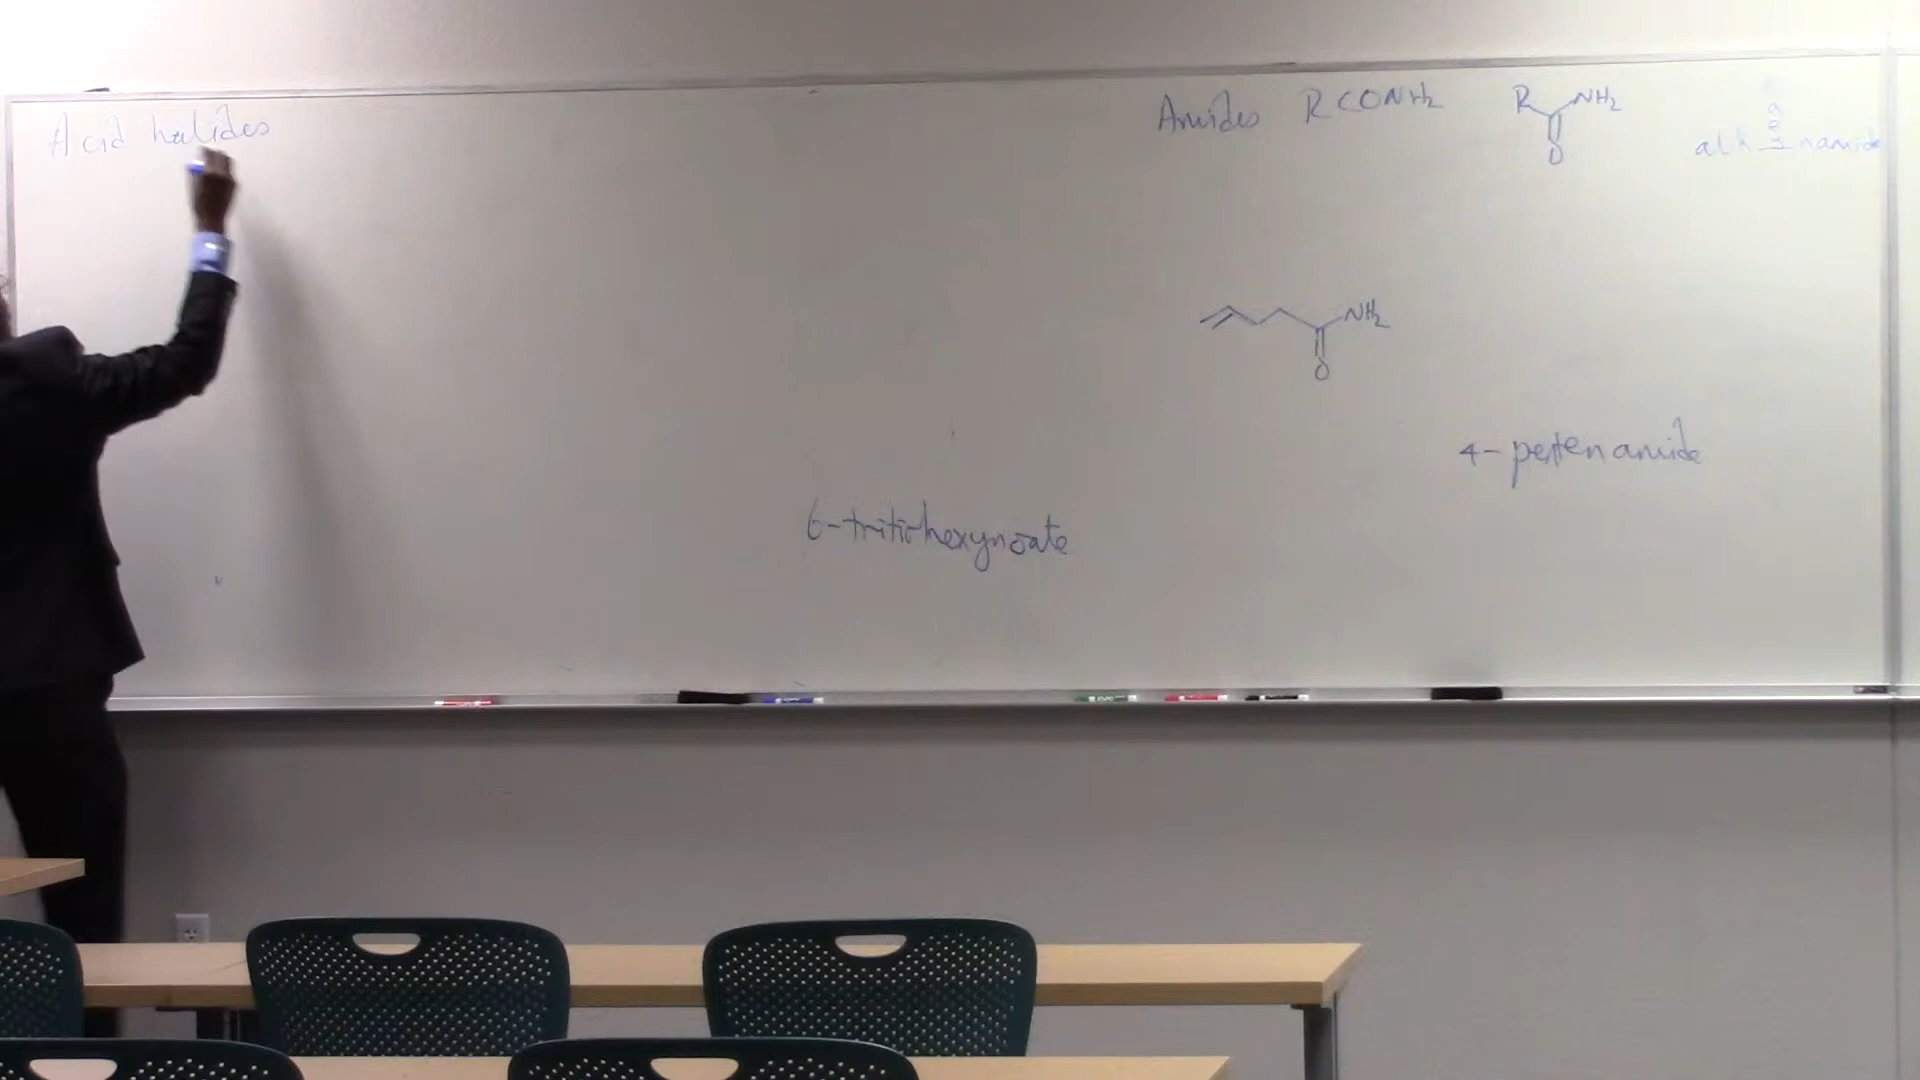 Acid halides
Amides RCONH2
R NH2
O
a
e
alk y namide
NH2
O
4-pentenamide
6-tritiohexynoate